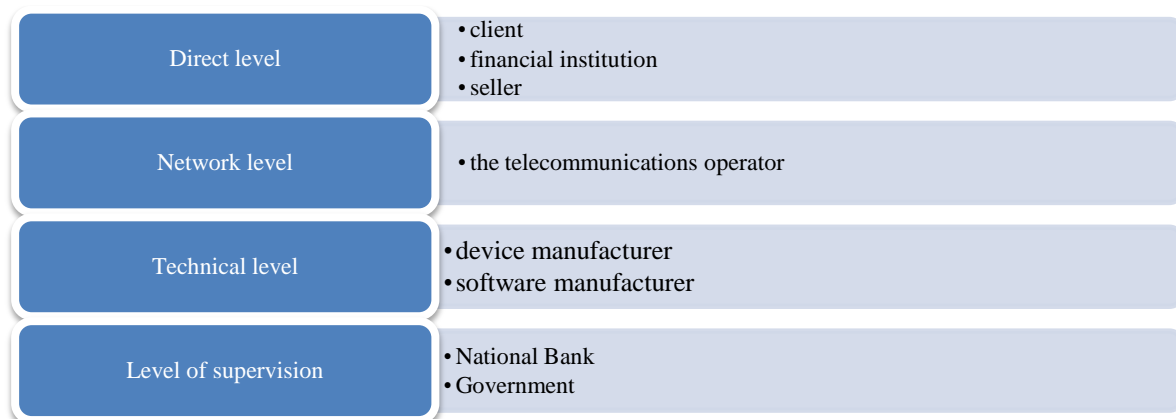 Direct level
• client
• financial institution
• seller
Network level
• the telecommunications operator
Technical level
• device manufacturer
• software manufacturer
Level of supervision
• National Bank
• Government